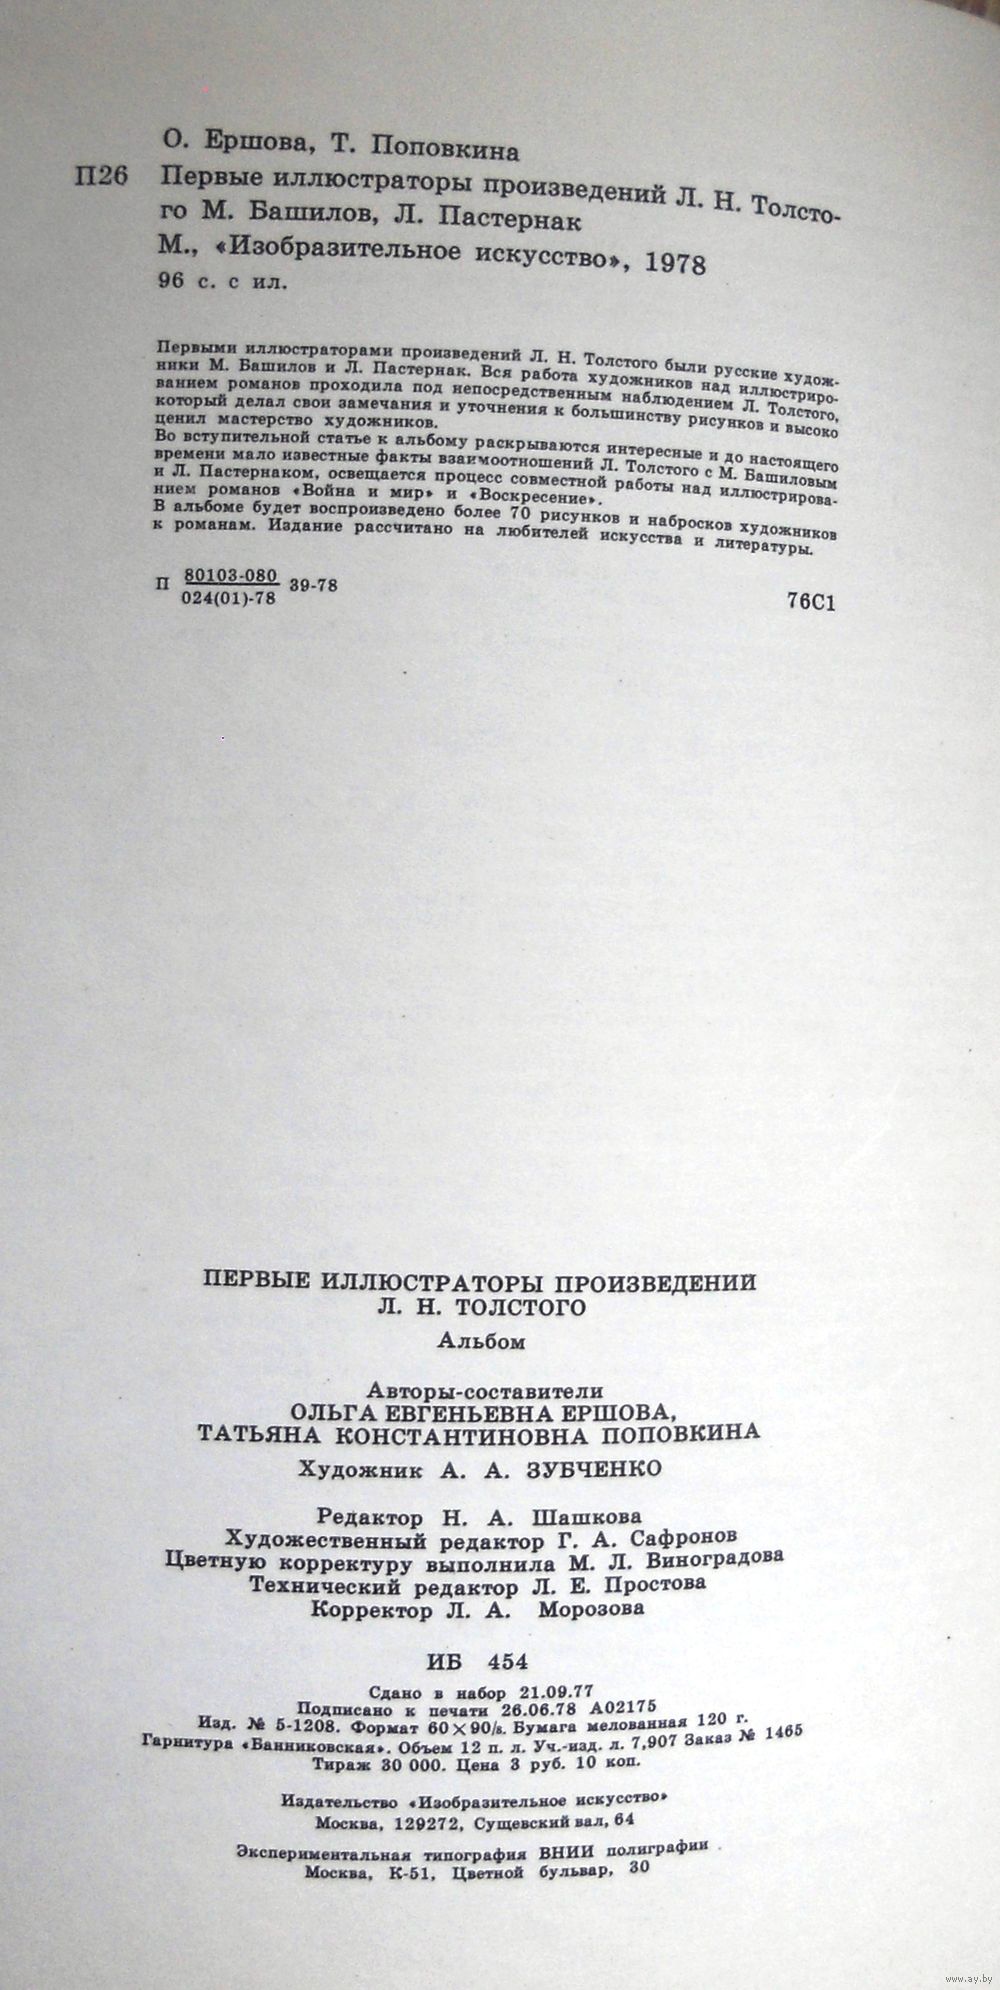 О. Ершова, Т. Поповкина
П26 Первые иллюстраторы произведений Л. Н. Толсто-
го М. Башилов, Л. Пастернак
М., «Изобразительное искусство», 1978
96 с. с ил.
Первыми иллюстраторами произведений Л. Н. Толстого были русские худож-
ники М. Башилов и Л. Пастернак. Вся работа художников над иллюстриро-
ванием романов проходила под непосредственным наблюдением Л. Толстого,
который делал свои замечания и уточнения к большинству рисунков и высоко
ценил мастерство художников.
Во вступительной статье к альбому раскрываются интересные и до настоящего
времени мало известные факты взаимоотношений Л. Толстого с М. Башиловым
и Л. Пастернаком, освещается процесс совместной работы над иллюстрирова-
нием романов «Война и мир» и «Воскресение».
В альбоме будет воспроизведено более 70 рисунков и набросков художников
к романам. Издание рассчитано на любителей искусства и литературы.
П 80103-080 39-78
024(01)-78
76С1
ПЕРВЫЕ ИЛЛЮСТРАТОРЫ ПРОИЗВЕДЕНИИ
Л. Н. ТОЛСТОГО
Альбом
Авторы-составители
ОЛЬГА ЕВГЕНЬЕВНА ЕРШОВА,
ТАТЬЯНА КОНСТАНТИНОВНА ПОПОВКИНА
Художник А. А. ЗУБЧЕНКО
Редактор Н. А. Шашкова
Художественный редактор Г. А. Сафронов
Цветную корректуру выполнила М. Л. Виноградова
Технический редактор Л. Е. Простова
Корректор Л. А. Морозова
ИБ 454
Сдано в набор 21.09.77
Подписано к печати 26.06.78 А02175
Изд. № 5-1208. Формат 60×90/8. Бумага мелованная 120 г.
Гарнитура «Банниковская». Объем 12 п. л. Уч.-изд. л. 7,907 Заказ № 1465
Тираж 30 000. Цена 3 руб. 10 коп.
Издательство «Изобразительное искусство»
Москва, 129272, Сущевский вал, 64
Экспериментальная типография ВНИИ полиграфии
Москва, К-51, Цветной бульвар, 30
www.ay.by